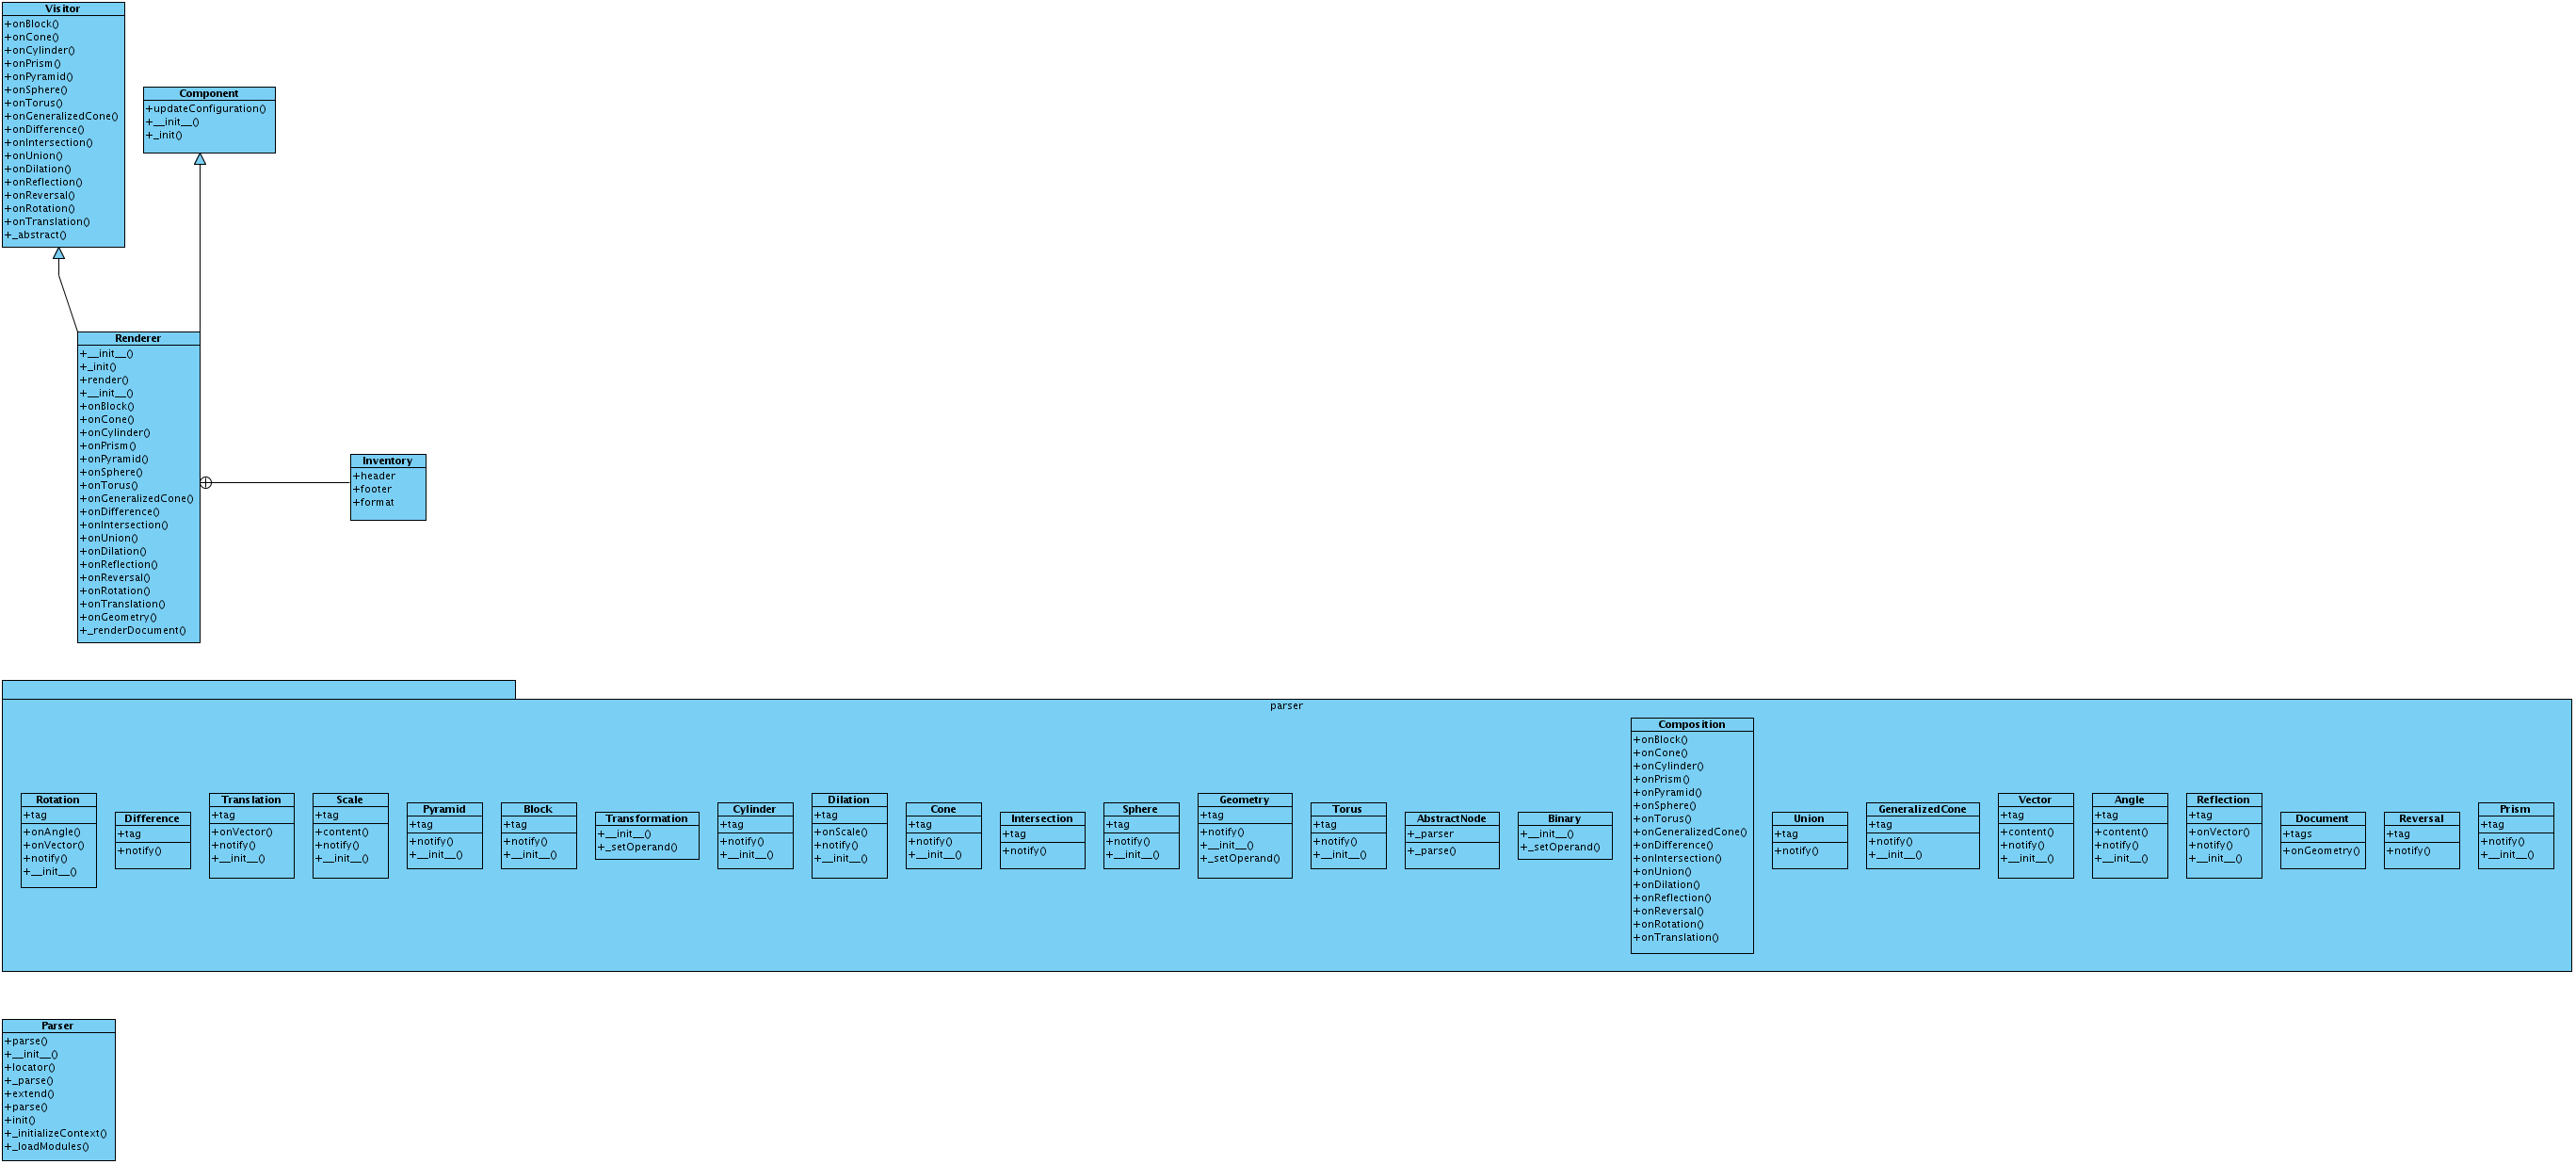 Visitor
+onBlock()
+onCone()
+onCylinder()
+onPrism()
+onPyramid()
+onSphere()
+onTorus()
+onGeneralizedCone()
+onDifference()
+onIntersection()
+onUnion()
+onDilation()
+onReflection()
+onReversal()
+onRotation()
+onTranslation()
+_abstract()
Component
+updateConfiguration()
+__init__()
+_init()
Renderer
+__init__()
+_init()
+render()
+__init__()
+onBlock()
+onCone()
+onCylinder()
+onPrism()
+onPyramid()
+onSphere()
+onTorus()
+onGeneralizedCone()
+onDifference()
+onIntersection()
+onUnion()
+onDilation()
+onReflection()
+onReversal()
+onRotation()
+onTranslation()
+onGeometry()
+_renderDocument()
Inventory
+header
+footer
+format
parser
Rotation
+tag
+onAngle()
+onVector()
+notify()
+__init__()
Difference
+tag
+notify()
Translation
+tag
+onVector()
+notify()
+__init__()
Scale
+tag
+content()
+notify()
+__init__()
Pyramid
+tag
+notify()
+__init__()
Block
+tag
+notify()
+__init__()
Transformation
+__init__()
+_setOperand()
Cylinder
+tag
+notify()
+__init__()
Dilation
+tag
+onScale()
+notify()
+__init__()
Cone
+tag
+notify()
+__init__()
Intersection
+tag
+notify()
Sphere
+tag
+notify()
+__init__()
Geometry
+tag
+notify()
+__init__()
+_setOperand()
Torus
+tag
+notify()
+__init__()
AbstractNode
+_parser
+_parse()
Binary
+__init__()
+_setOperand()
Composition
+onBlock()
+onCone()
+onCylinder()
+onPrism()
+onPyramid()
+onSphere()
+onTorus()
+onGeneralizedCone()
+onDifference()
+onIntersection()
+onUnion()
+onDilation()
+onReflection()
+onReversal()
+onRotation()
+onTranslation()
Union
+tag
+notify()
GeneralizedCone
+tag
+notify()
+__init__()
Vector
+tag
+content()
+notify()
+__init__()
Angle
+tag
+content()
+notify()
+__init__()
Reflection
+tag
+onVector()
+notify()
+__init__()
Document
+tags
+onGeometry()
Reversal
+tag
+notify()
Prism
+tag
+notify()
+__init__()
Parser
+parse()
+__init__()
+locator()
+_parse()
+extend()
+parse()
+init()
+_initializeContext()
+_loadModules()